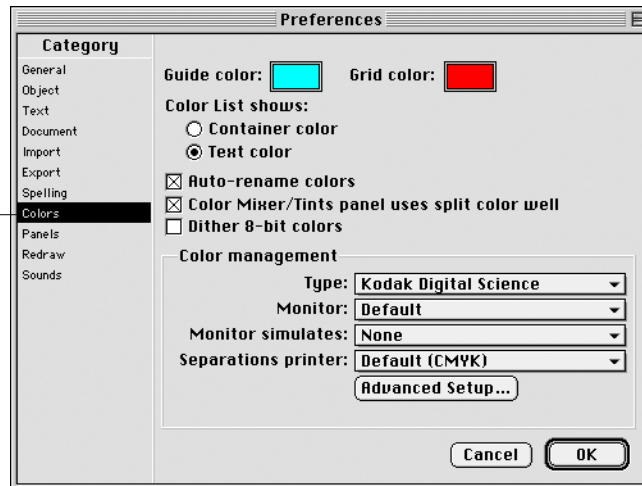 Preferences
Category
General
Object
Text
Document
Import
Export
Spelling
Colors
Panels
Redraw
Sounds
Guide color: Grid color:
Color List shows:
Container color
Text color
Auto-rename colors
Color Mixer/Tints panel uses split color well
Dither 8-bit colors
Color management
Type: Kodak Digital Science
Monitor: Default
Monitor simulates: None
Separations printer: Default (CMYK)
Advanced Setup...
Cancel OK